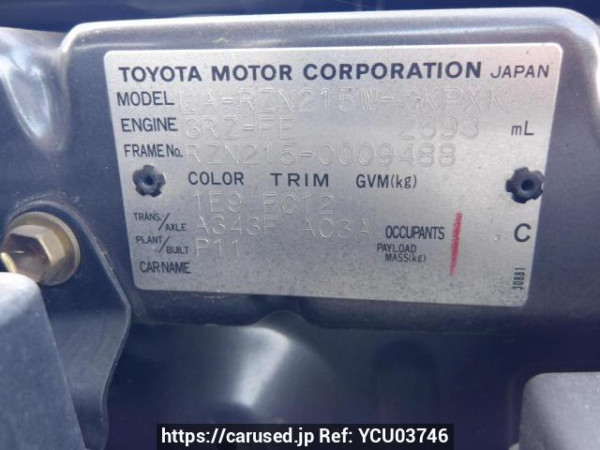 TOYOTA MOTOR CORPORATION JAPAN
MODEL UA-RZN215W-GKPXK
ENGINE 3RZ-FE 2693 mL
FRAME No. RZN215-0009488
COLOR TRIM GVM(kg)
1E9 FC12
TRANS./AXLE A343F A03A OCCUPANTS C
PLANT/BUILT P11 PAYLOAD MASS(kg)
CAR NAME
30881
https://carused.jp Ref: YCU03746